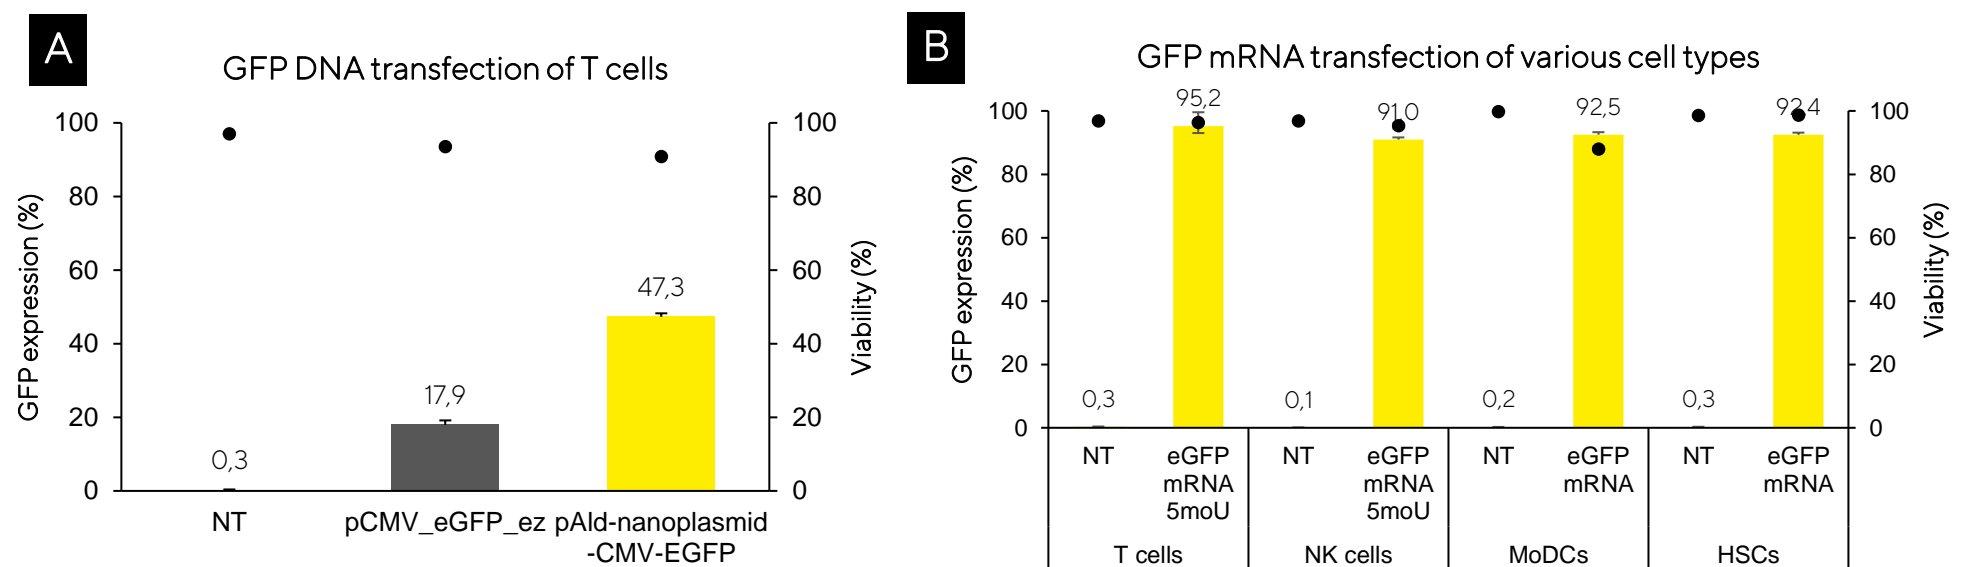 A
GFP DNA transfection of T cells
100
80
60
40
20
0
GFP expression (%)
0,3
17,9
47,3
100
80
60
40
20
0
Viability (%)
NT
pCMV_eGFP_ez
pAld-nanoplasmid
-CMV-EGFP
B
GFP mRNA transfection of various cell types
100
80
60
40
20
0
GFP expression (%)
0,3
95,2
0,1
91,0
0,2
92,5
0,3
92,4
100
80
60
40
20
0
Viability (%)
NT
eGFP
mRNA
5moU
NT
eGFP
mRNA
5moU
NT
eGFP
mRNA
NT
eGFP
mRNA
T cells
NK cells
MoDCs
HSCs